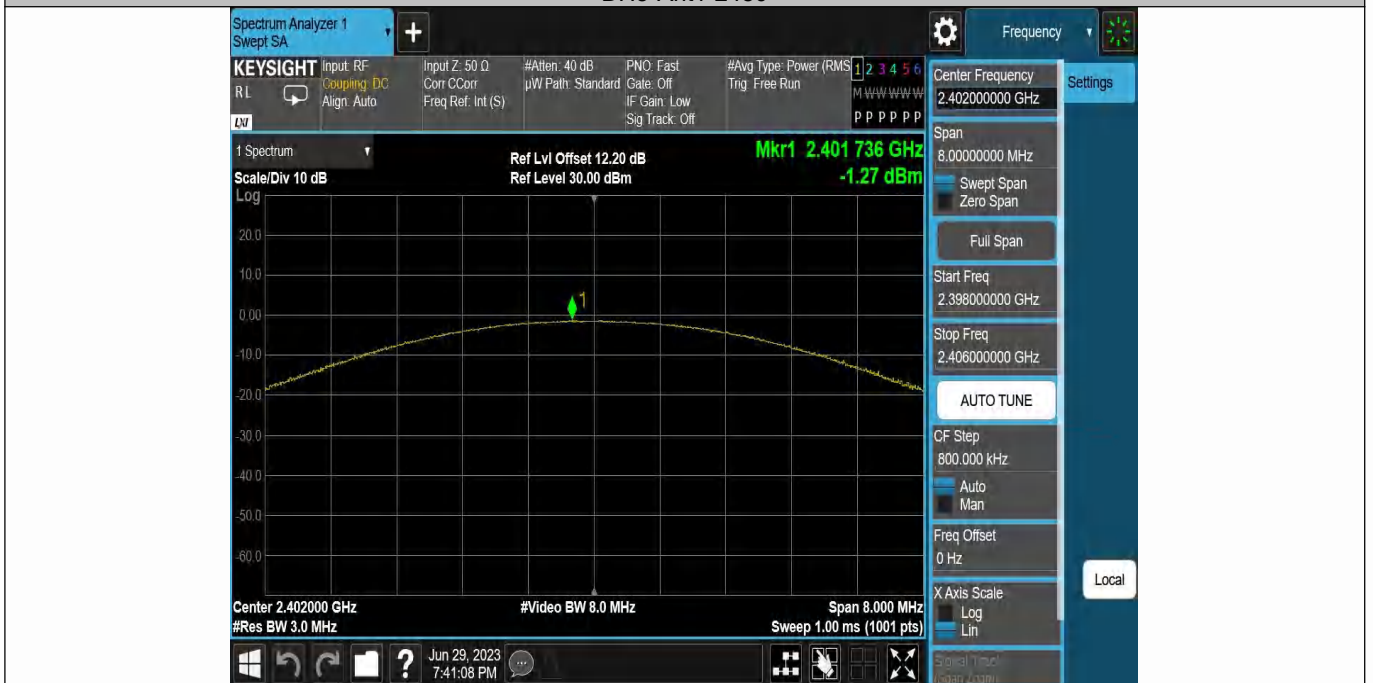 Spectrum Analyzer 1
Swept SA
Frequency
KEYSIGHT
RL
LXI
Input: RF
Coupling: DC
Align: Auto
Input Z: 50 Ω
Corr CCorr
Freq Ref: Int (S)
#Atten: 40 dB
µW Path: Standard
PNO: Fast
Gate: Off
IF Gain: Low
Sig Track: Off
#Avg Type: Power (RMS
Trig: Free Run
1 2 3 4 5 6
M W W W W W
P P P P P P
Center Frequency
2.402000000 GHz
Settings
Span
8.00000000 MHz
Swept Span
Zero Span
Full Span
Start Freq
2.398000000 GHz
Stop Freq
2.406000000 GHz
AUTO TUNE
CF Step
800.000 kHz
Auto
Man
Freq Offset
0 Hz
X Axis Scale
Log
Lin
Signal Track
(Span Zoom)
Local
1 Spectrum
Scale/Div 10 dB
Ref Lvl Offset 12.20 dB
Ref Level 30.00 dBm
Mkr1 2.401 736 GHz
-1.27 dBm
Log
20.0
10.0
0.00
-10.0
-20.0
-30.0
-40.0
-50.0
-60.0
1
Center 2.402000 GHz
#Video BW 8.0 MHz
Span 8.000 MHz
#Res BW 3.0 MHz
Sweep 1.00 ms (1001 pts)
?
Jun 29, 2023
7:41:08 PM